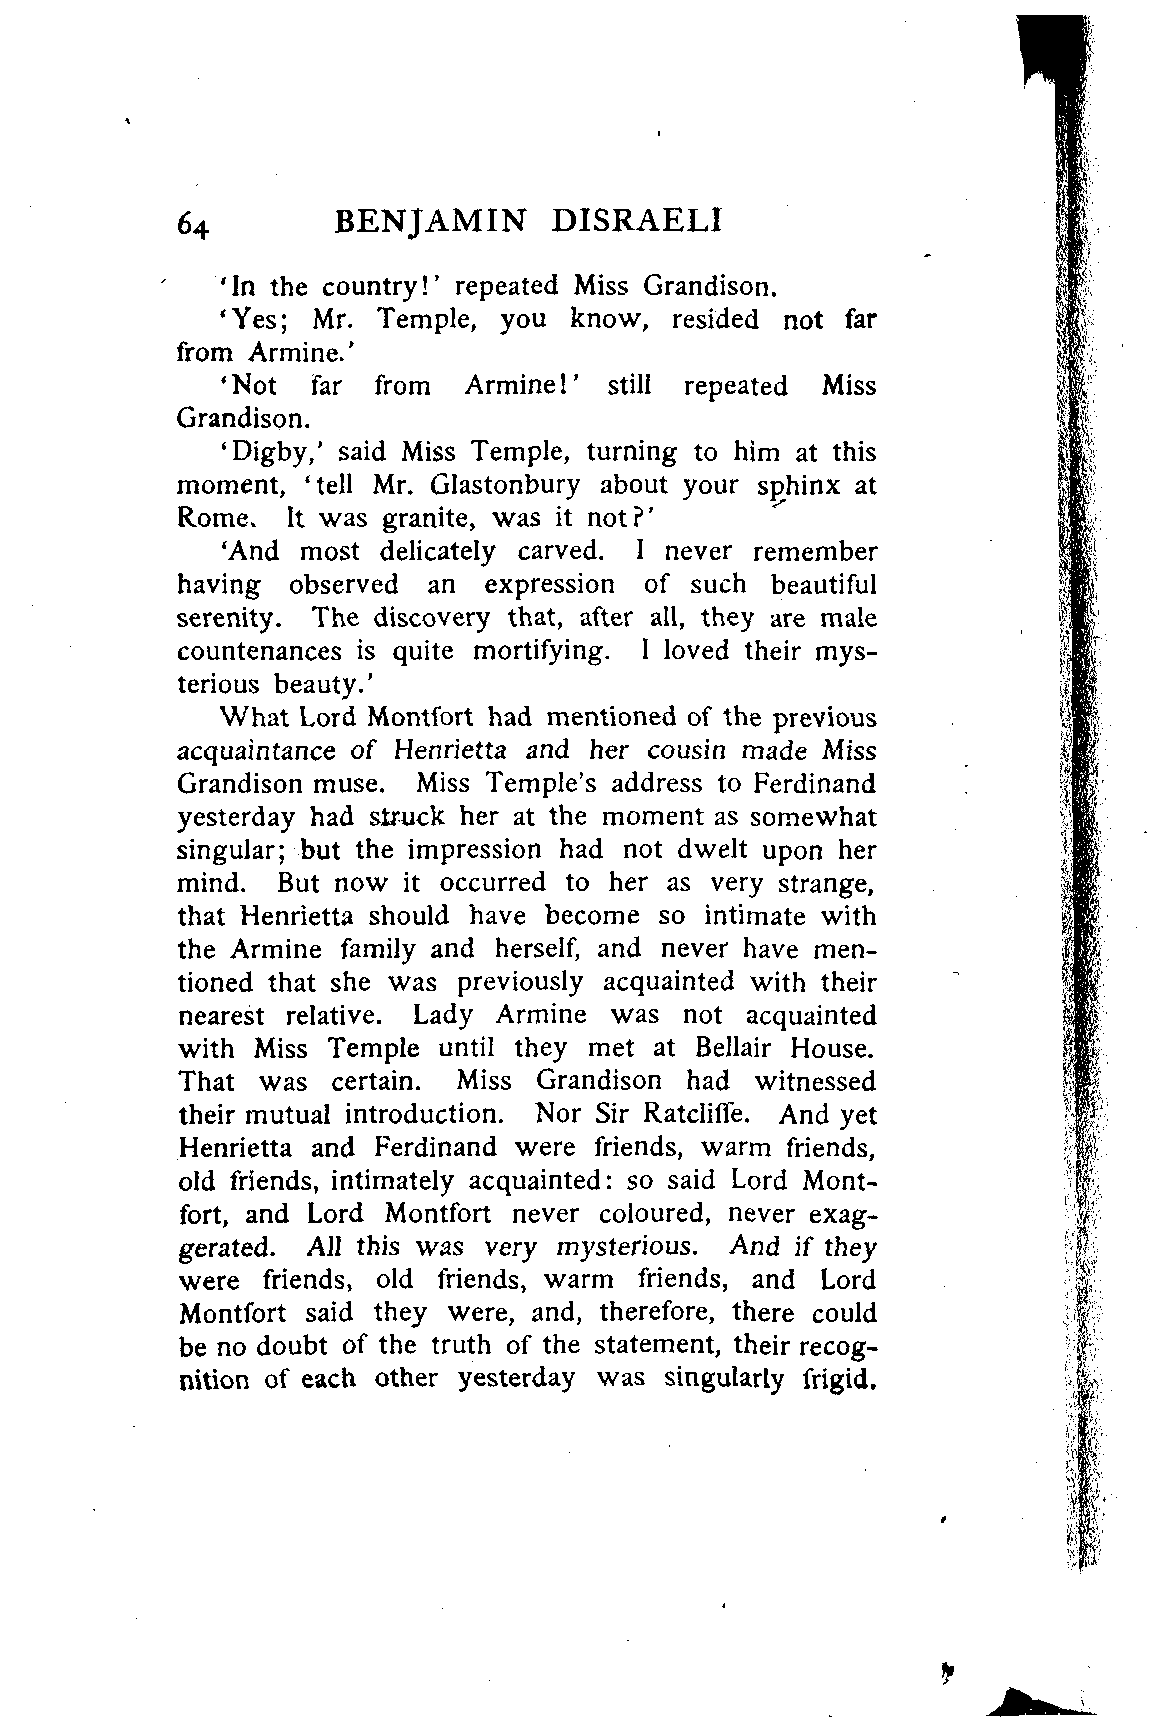 64 BENJAMIN DISRAELI
'In the country!' repeated Miss Grandison.
'Yes; Mr. Temple, you know, resided not far
from Armine.'
'Not far from Armine!' still repeated Miss
Grandison.
'Digby,' said Miss Temple, turning to him at this
moment, 'tell Mr. Glastonbury about your sphinx at
Rome. It was granite, was it not?'
'And most delicately carved. I never remember
having observed an expression of such beautiful
serenity. The discovery that, after all, they are male
countenances is quite mortifying. I loved their mys-
terious beauty.'
What Lord Montfort had mentioned of the previous
acquaintance of Henrietta and her cousin made Miss
Grandison muse. Miss Temple's address to Ferdinand
yesterday had struck her at the moment as somewhat
singular; but the impression had not dwelt upon her
mind. But now it occurred to her as very strange,
that Henrietta should have become so intimate with
the Armine family and herself, and never have men-
tioned that she was previously acquainted with their
nearest relative. Lady Armine was not acquainted
with Miss Temple until they met at Bellair House.
That was certain. Miss Grandison had witnessed
their mutual introduction. Nor Sir Ratcliffe. And yet
Henrietta and Ferdinand were friends, warm friends,
old friends, intimately acquainted: so said Lord Mont-
fort, and Lord Montfort never coloured, never exag-
gerated. All this was very mysterious. And if they
were friends, old friends, warm friends, and Lord
Montfort said they were, and, therefore, there could
be no doubt of the truth of the statement, their recog-
nition of each other yesterday was singularly frigid.